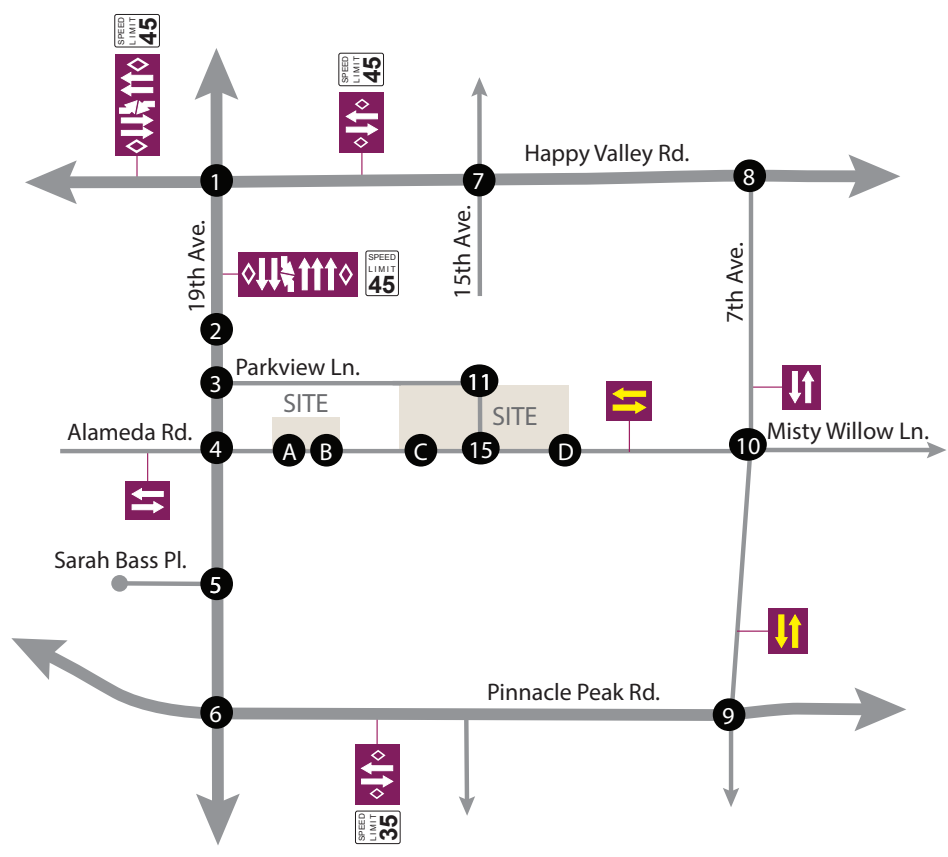 SPEED
LIMIT
45
SPEED
LIMIT
45
Happy Valley Rd.
1
7
8
19th Ave.
15th Ave.
7th Ave.
SPEED
LIMIT
45
2
Parkview Ln.
3
11
SITE
SITE
Alameda Rd.
Misty Willow Ln.
4
A
B
C
15
D
10
Sarah Bass Pl.
5
Pinnacle Peak Rd.
6
9
SPEED
LIMIT
35